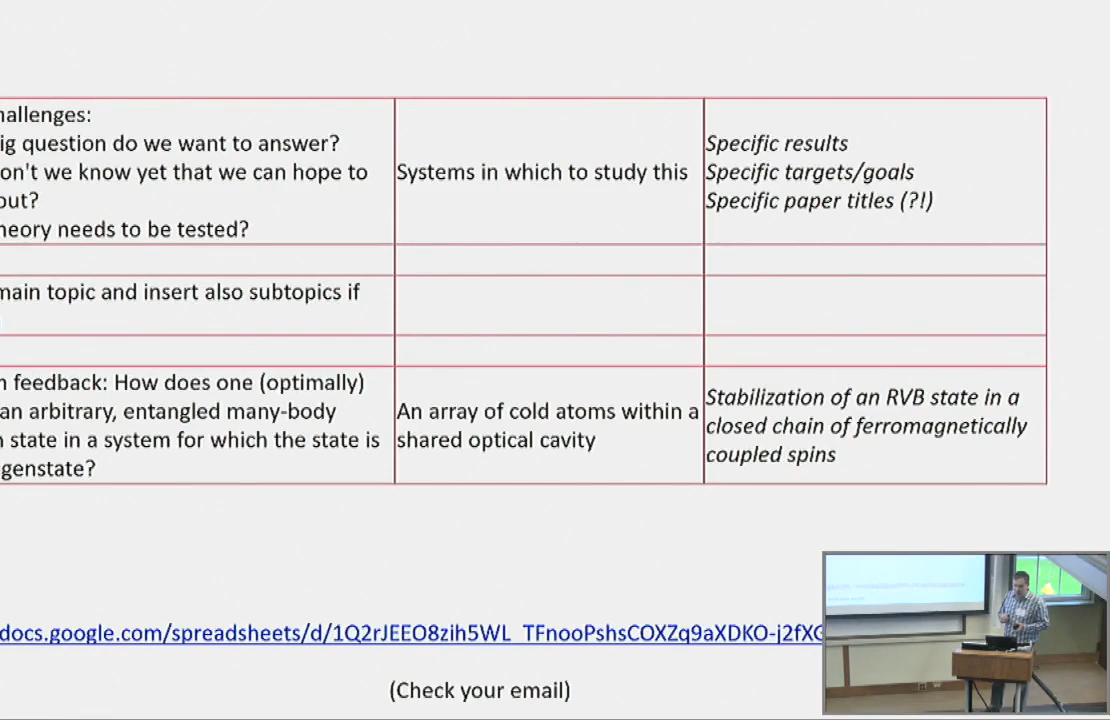 hallenges:
ig question do we want to answer?
on't we know yet that we can hope to
out?
heory needs to be tested?
Systems in which to study this
Specific results
Specific targets/goals
Specific paper titles (?!)
main topic and insert also subtopics if
n feedback: How does one (optimally)
an arbitrary, entangled many-body
n state in a system for which the state is
genstate?
An array of cold atoms within a
shared optical cavity
Stabilization of an RVB state in a
closed chain of ferromagnetically
coupled spins
docs.google.com/spreadsheets/d/1Q2rJEEO8zih5WL_TFnooPshsCOXZq9aXDKO-j2fXG
(Check your email)